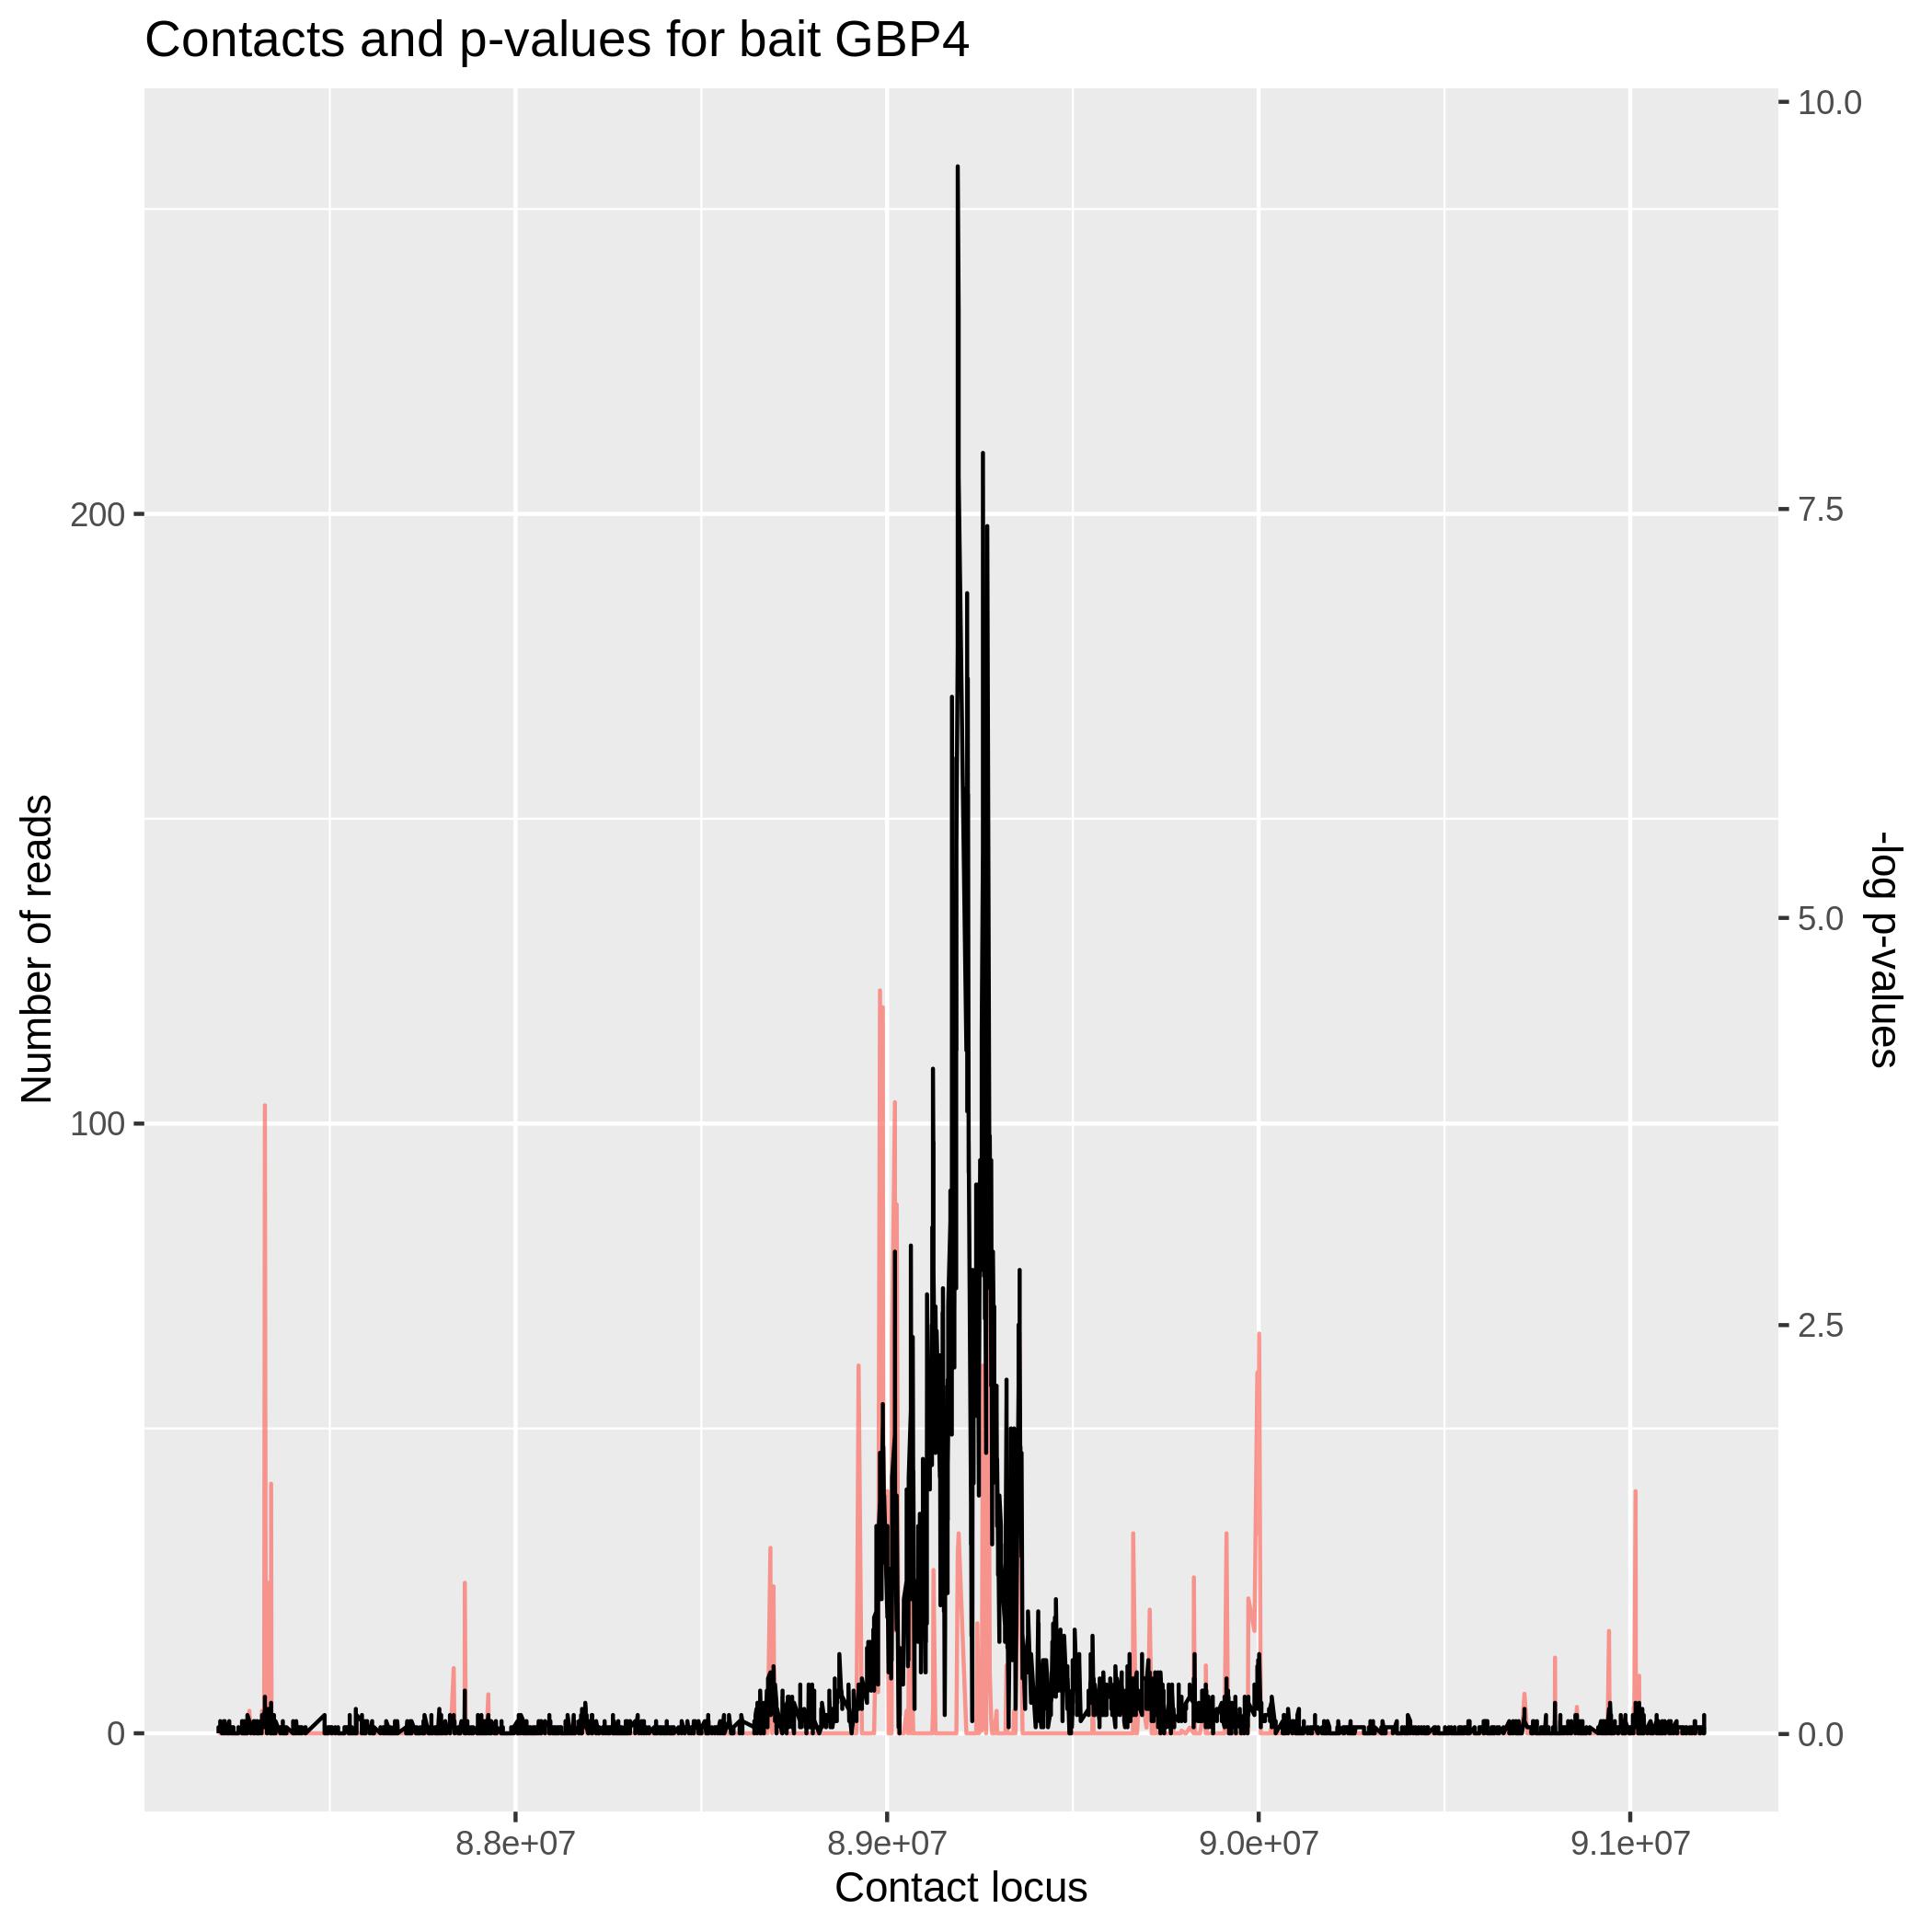 Contacts and p-values for bait GBP4
Number of reads
200
100
0
10.0
7.5
5.0
2.5
0.0
-log p-values
8.8e+07
8.9e+07
9.0e+07
9.1e+07
Contact locus